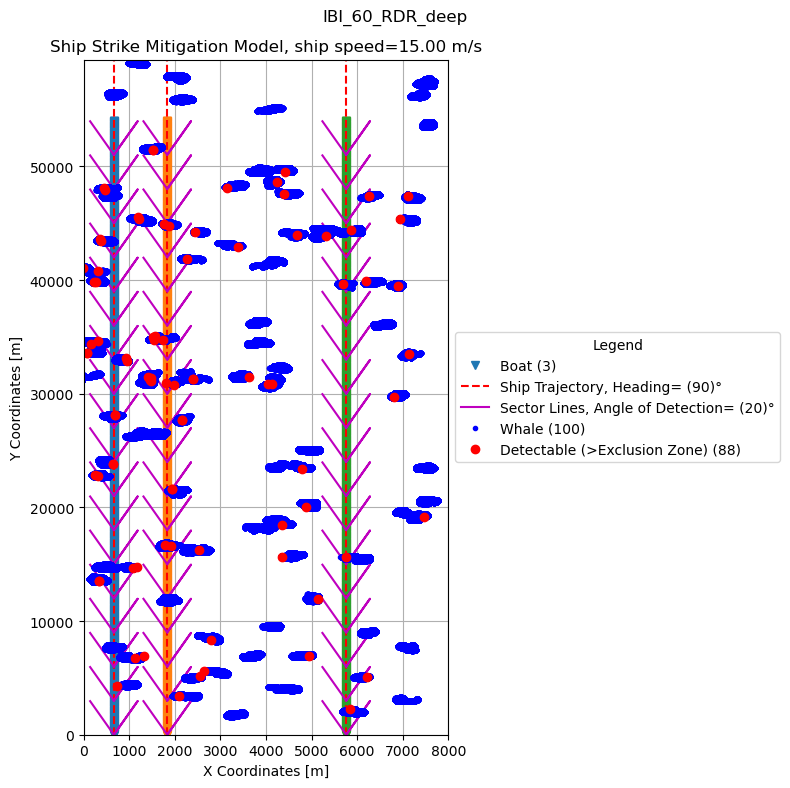 IBI_60_RDR_deep
Ship Strike Mitigation Model, ship speed=15.00 m/s
50000
40000
30000
20000
10000
0
0 1000 2000 3000 4000 5000 6000 7000 8000
X Coordinates [m]
Y Coordinates [m]
Legend
Boat (3)
Ship Trajectory, Heading= (90)°
Sector Lines, Angle of Detection= (20)°
Whale (100)
Detectable (>Exclusion Zone) (88)